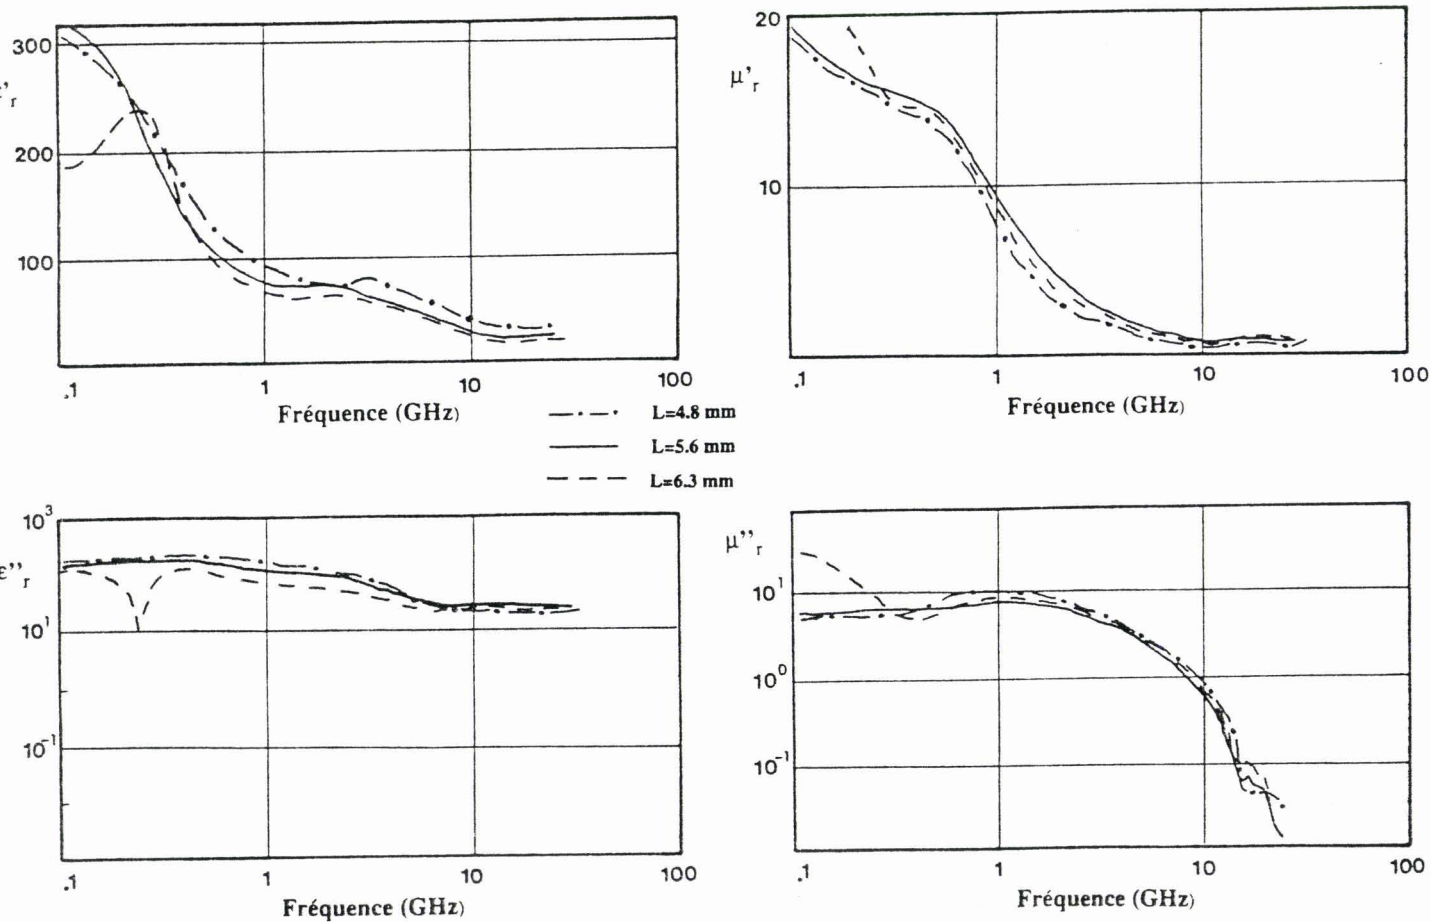 300
ε'r
200
100
.1 1 10 100
Fréquence (GHz)
20
μ'r
10
.1 1 10 100
Fréquence (GHz)
L=4.8 mm
L=5.6 mm
L=6.3 mm
10³
ε''r
10¹
10⁻¹
.1 1 10 100
Fréquence (GHz)
μ''r
10¹
10⁰
10⁻¹
.1 1 10 100
Fréquence (GHz)